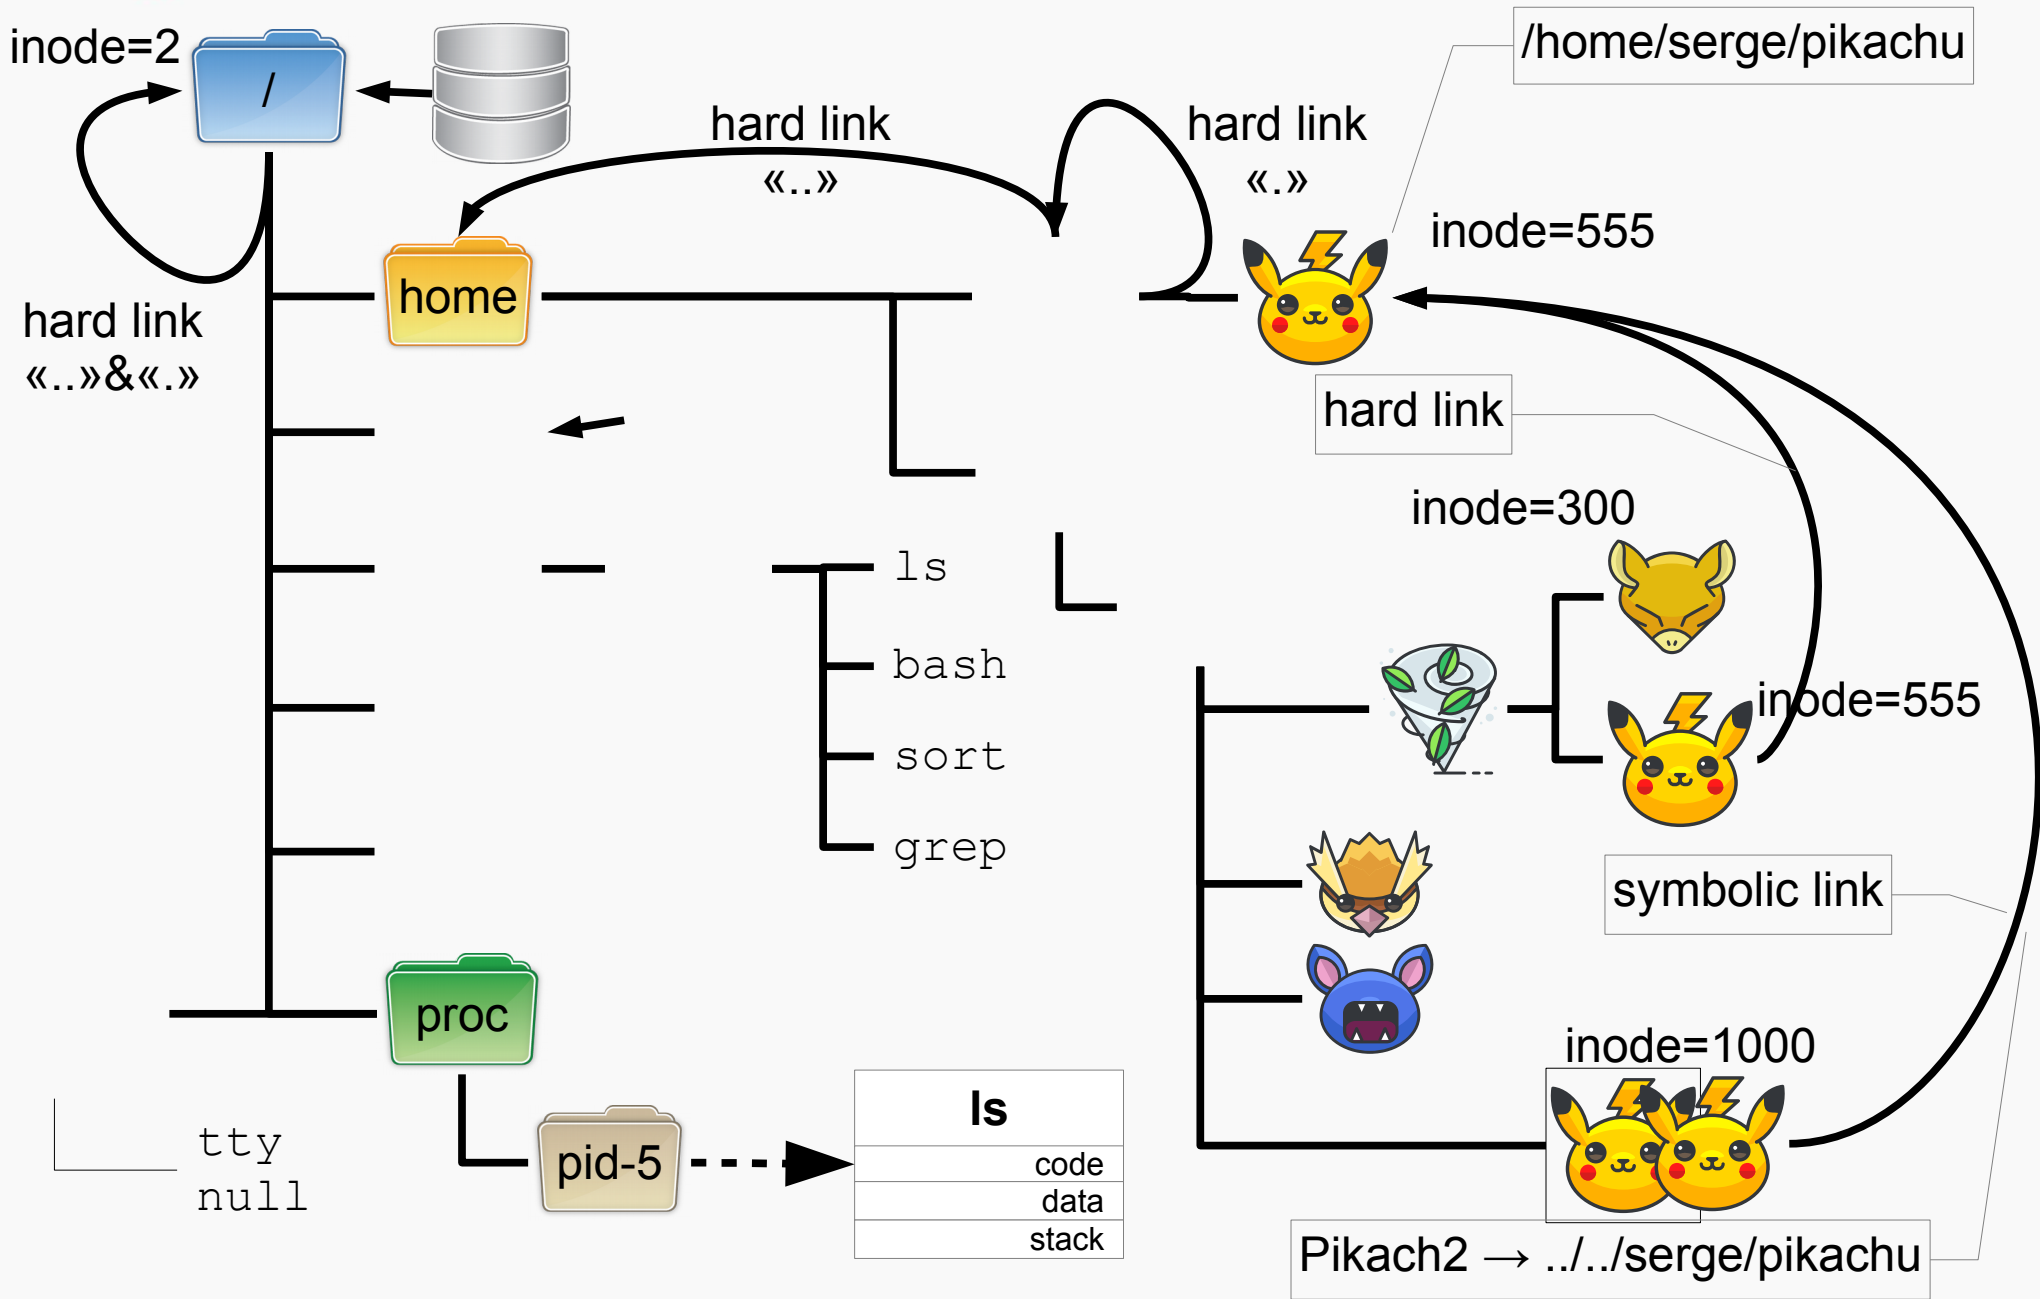 inode=2
/
/home/serge/pikachu
hard link
«..»
hard link
«.»
inode=555
home
hard link
«..»&«.»
hard link
inode=300
ls
bash
sort
grep
inode=555
symbolic link
proc
inode=1000
tty
null
pid-5
ls
code
data
stack
Pikach2 → ../../serge/pikachu